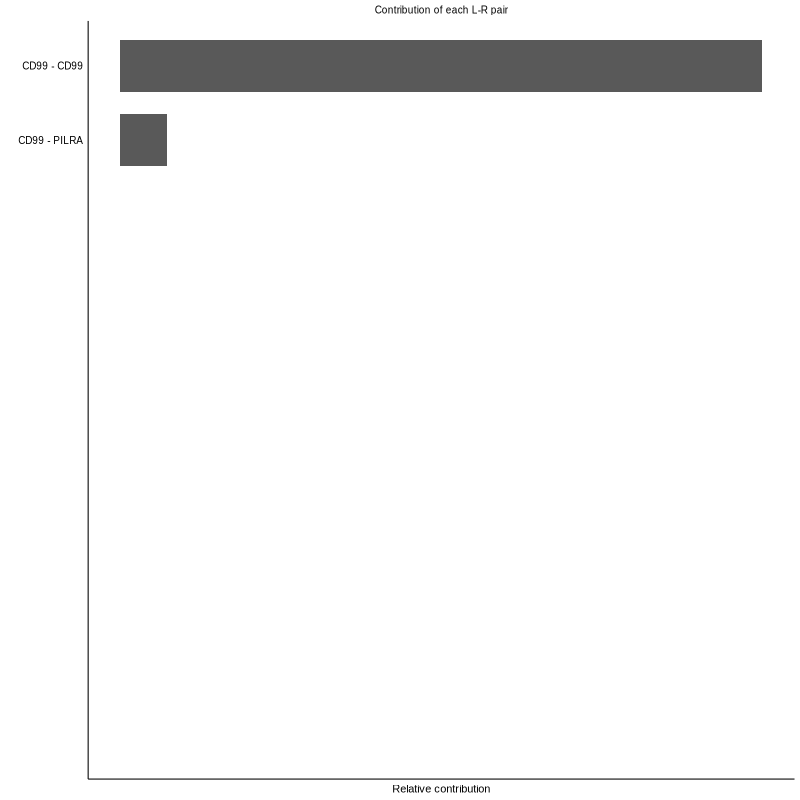 Contribution of each L-R pair
CD99 - CD99
CD99 - PILRA
Relative contribution